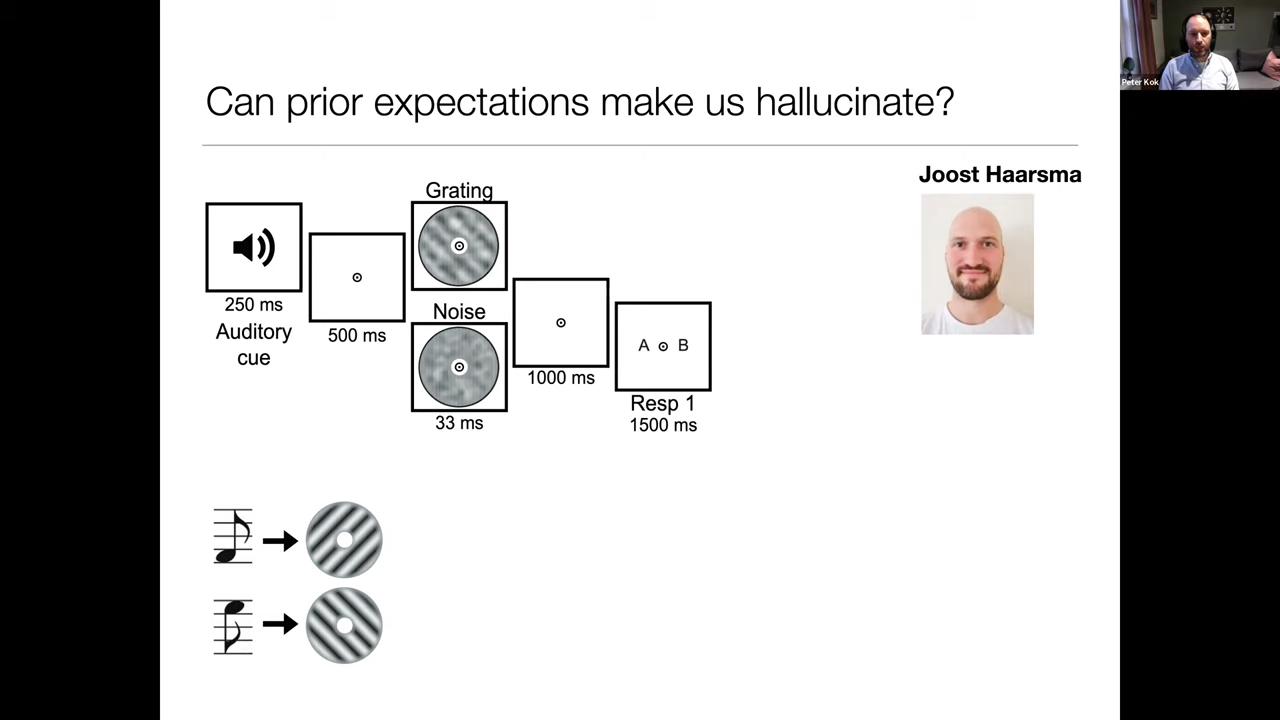 Peter Kok
Can prior expectations make us hallucinate?
Joost Haarsma
Grating
250 ms
Auditory
cue
500 ms
Noise
33 ms
1000 ms
A B
Resp 1
1500 ms